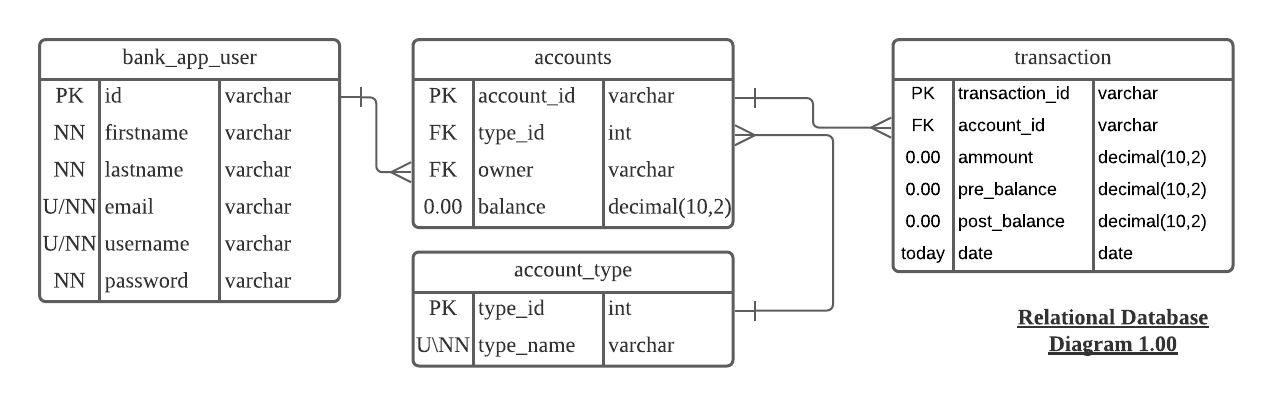 bank_app_user
PK id varchar
NN firstname varchar
NN lastname varchar
U/NN email varchar
U/NN username varchar
NN password varchar
accounts
PK account_id varchar
FK type_id int
FK owner varchar
0.00 balance decimal(10,2)
account_type
PK type_id int
U\NN type_name varchar
transaction
PK transaction_id varchar
FK account_id varchar
0.00 ammount decimal(10,2)
0.00 pre_balance decimal(10,2)
0.00 post_balance decimal(10,2)
today date date
Relational Database
Diagram 1.00